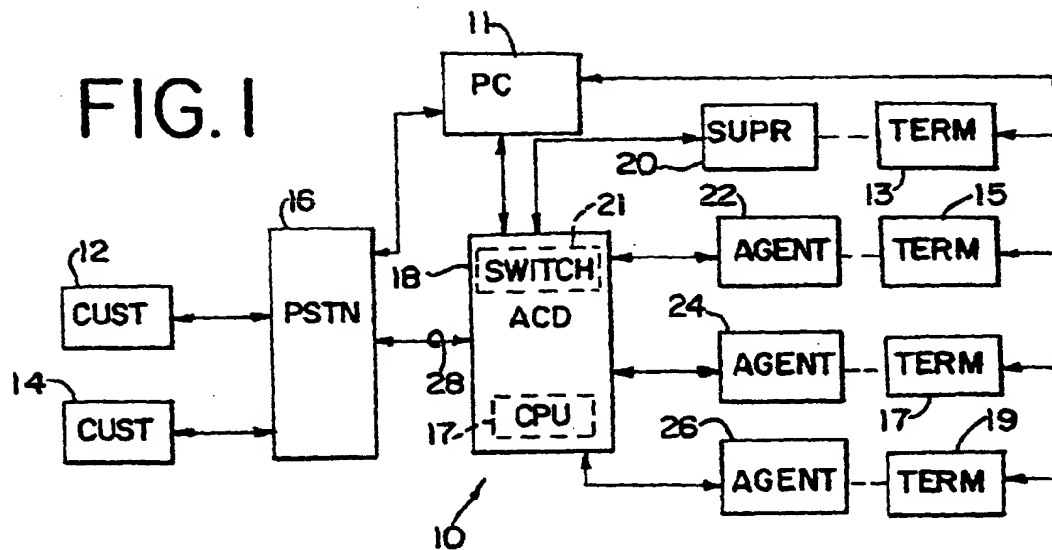 FIG. 1
11
PC
SUPR
TERM
20
13
16
21
22
15
12
18
SWITCH
AGENT
TERM
CUST
PSTN
ACD
24
14
28
AGENT
TERM
CUST
17
CPU
26
17
19
AGENT
TERM
10